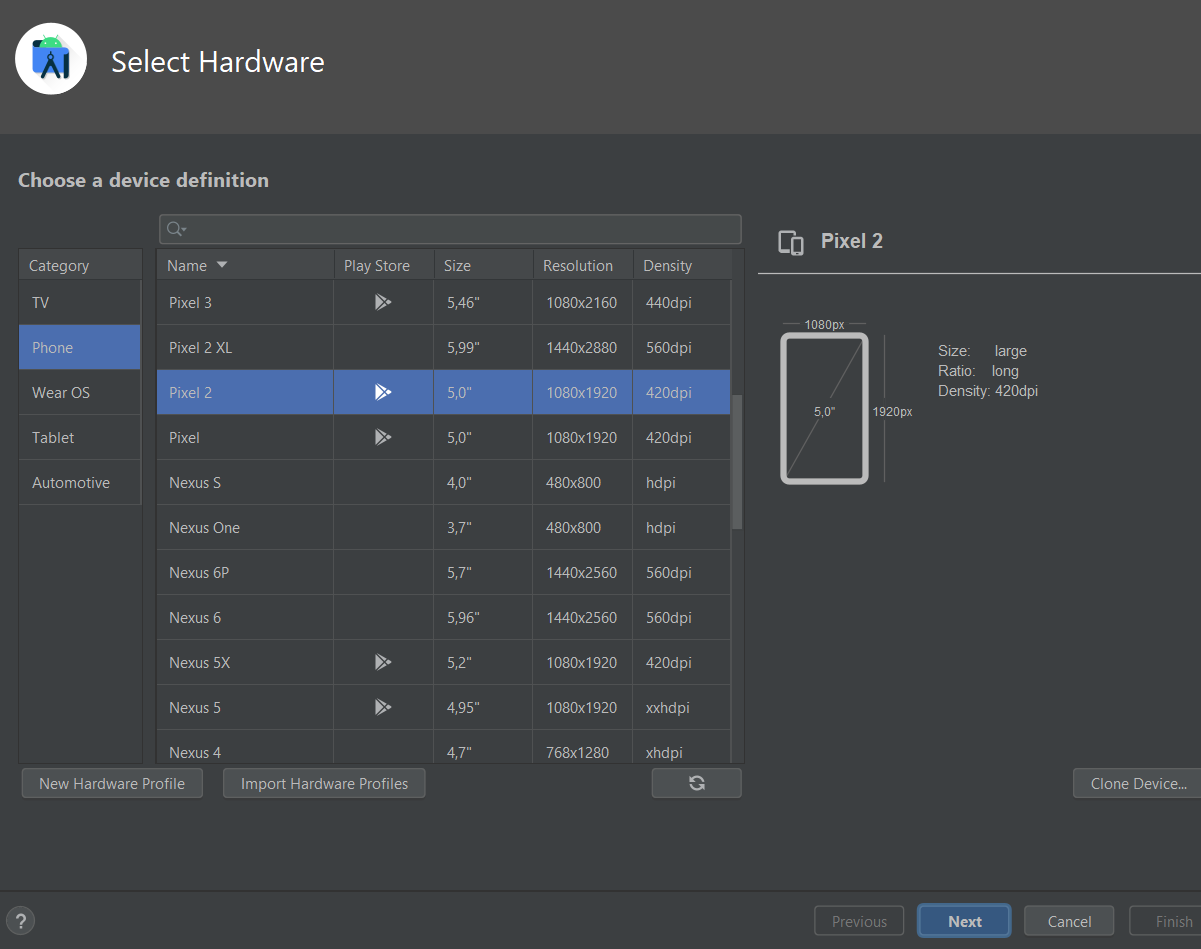 Select Hardware
Choose a device definition
Category
TV
Phone
Wear OS
Tablet
Automotive
Name Play Store Size Resolution Density
Pixel 3 5,46" 1080x2160 440dpi
Pixel 2 XL 5,99" 1440x2880 560dpi
Pixel 2 5,0" 1080x1920 420dpi
Pixel 5,0" 1080x1920 420dpi
Nexus S 4,0" 480x800 hdpi
Nexus One 3,7" 480x800 hdpi
Nexus 6P 5,7" 1440x2560 560dpi
Nexus 6 5,96" 1440x2560 560dpi
Nexus 5X 5,2" 1080x1920 420dpi
Nexus 5 4,95" 1080x1920 xxhdpi
Nexus 4 4,7" 768x1280 xhdpi
Pixel 2
1080px
5,0"
1920px
Size: large
Ratio: long
Density: 420dpi
New Hardware Profile Import Hardware Profiles Clone Device...
? Previous Next Cancel Finish